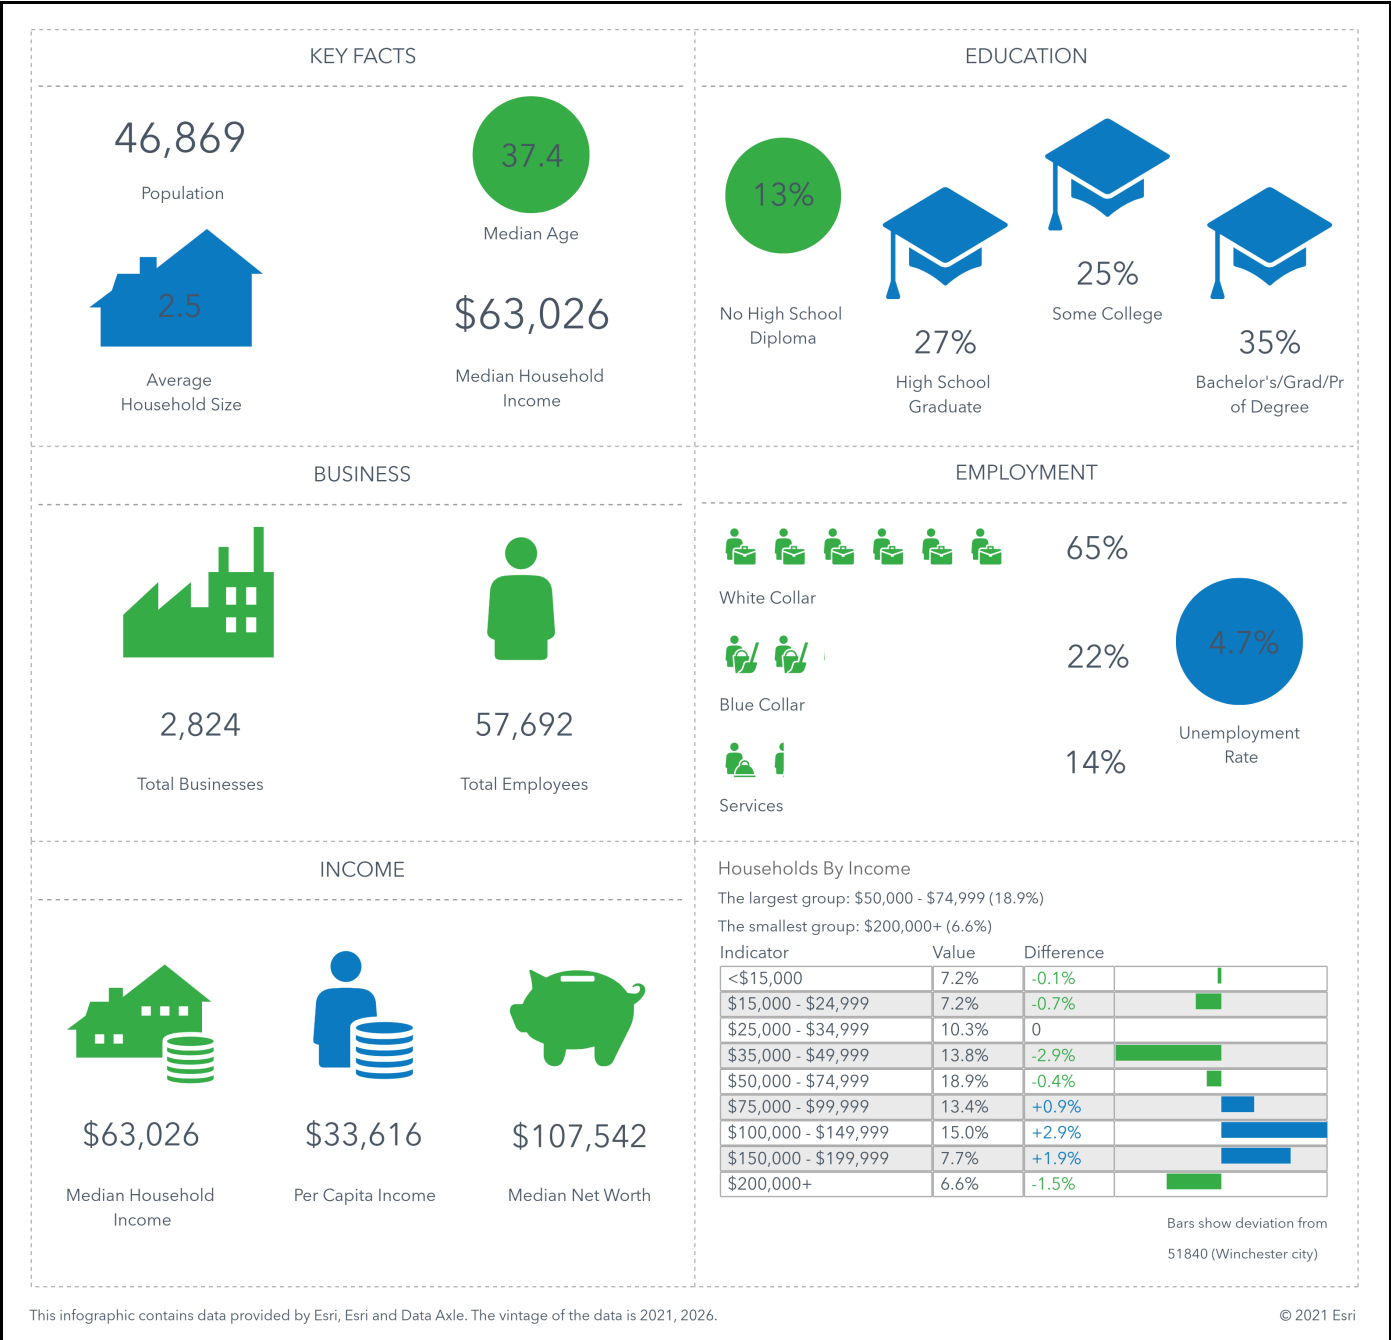 KEY FACTS
46,869
Population
37.4
Median Age
2.5
Average
Household Size
$63,026
Median Household
Income
EDUCATION
13%
No High School
Diploma
27%
High School
Graduate
25%
Some College
35%
Bachelor's/Grad/Pr
of Degree
BUSINESS
2,824
Total Businesses
57,692
Total Employees
EMPLOYMENT
65%
White Collar
22%
Blue Collar
14%
Services
4.7%
Unemployment
Rate
INCOME
$63,026
Median Household
Income
$33,616
Per Capita Income
$107,542
Median Net Worth
Households By Income
The largest group: $50,000 - $74,999 (18.9%)
The smallest group: $200,000+ (6.6%)
Indicator Value Difference
<$15,000 7.2% -0.1%
$15,000 - $24,999 7.2% -0.7%
$25,000 - $34,999 10.3% 0
$35,000 - $49,999 13.8% -2.9%
$50,000 - $74,999 18.9% -0.4%
$75,000 - $99,999 13.4% +0.9%
$100,000 - $149,999 15.0% +2.9%
$150,000 - $199,999 7.7% +1.9%
$200,000+ 6.6% -1.5%
Bars show deviation from
51840 (Winchester city)
This infographic contains data provided by Esri, Esri and Data Axle. The vintage of the data is 2021, 2026.
© 2021 Esri